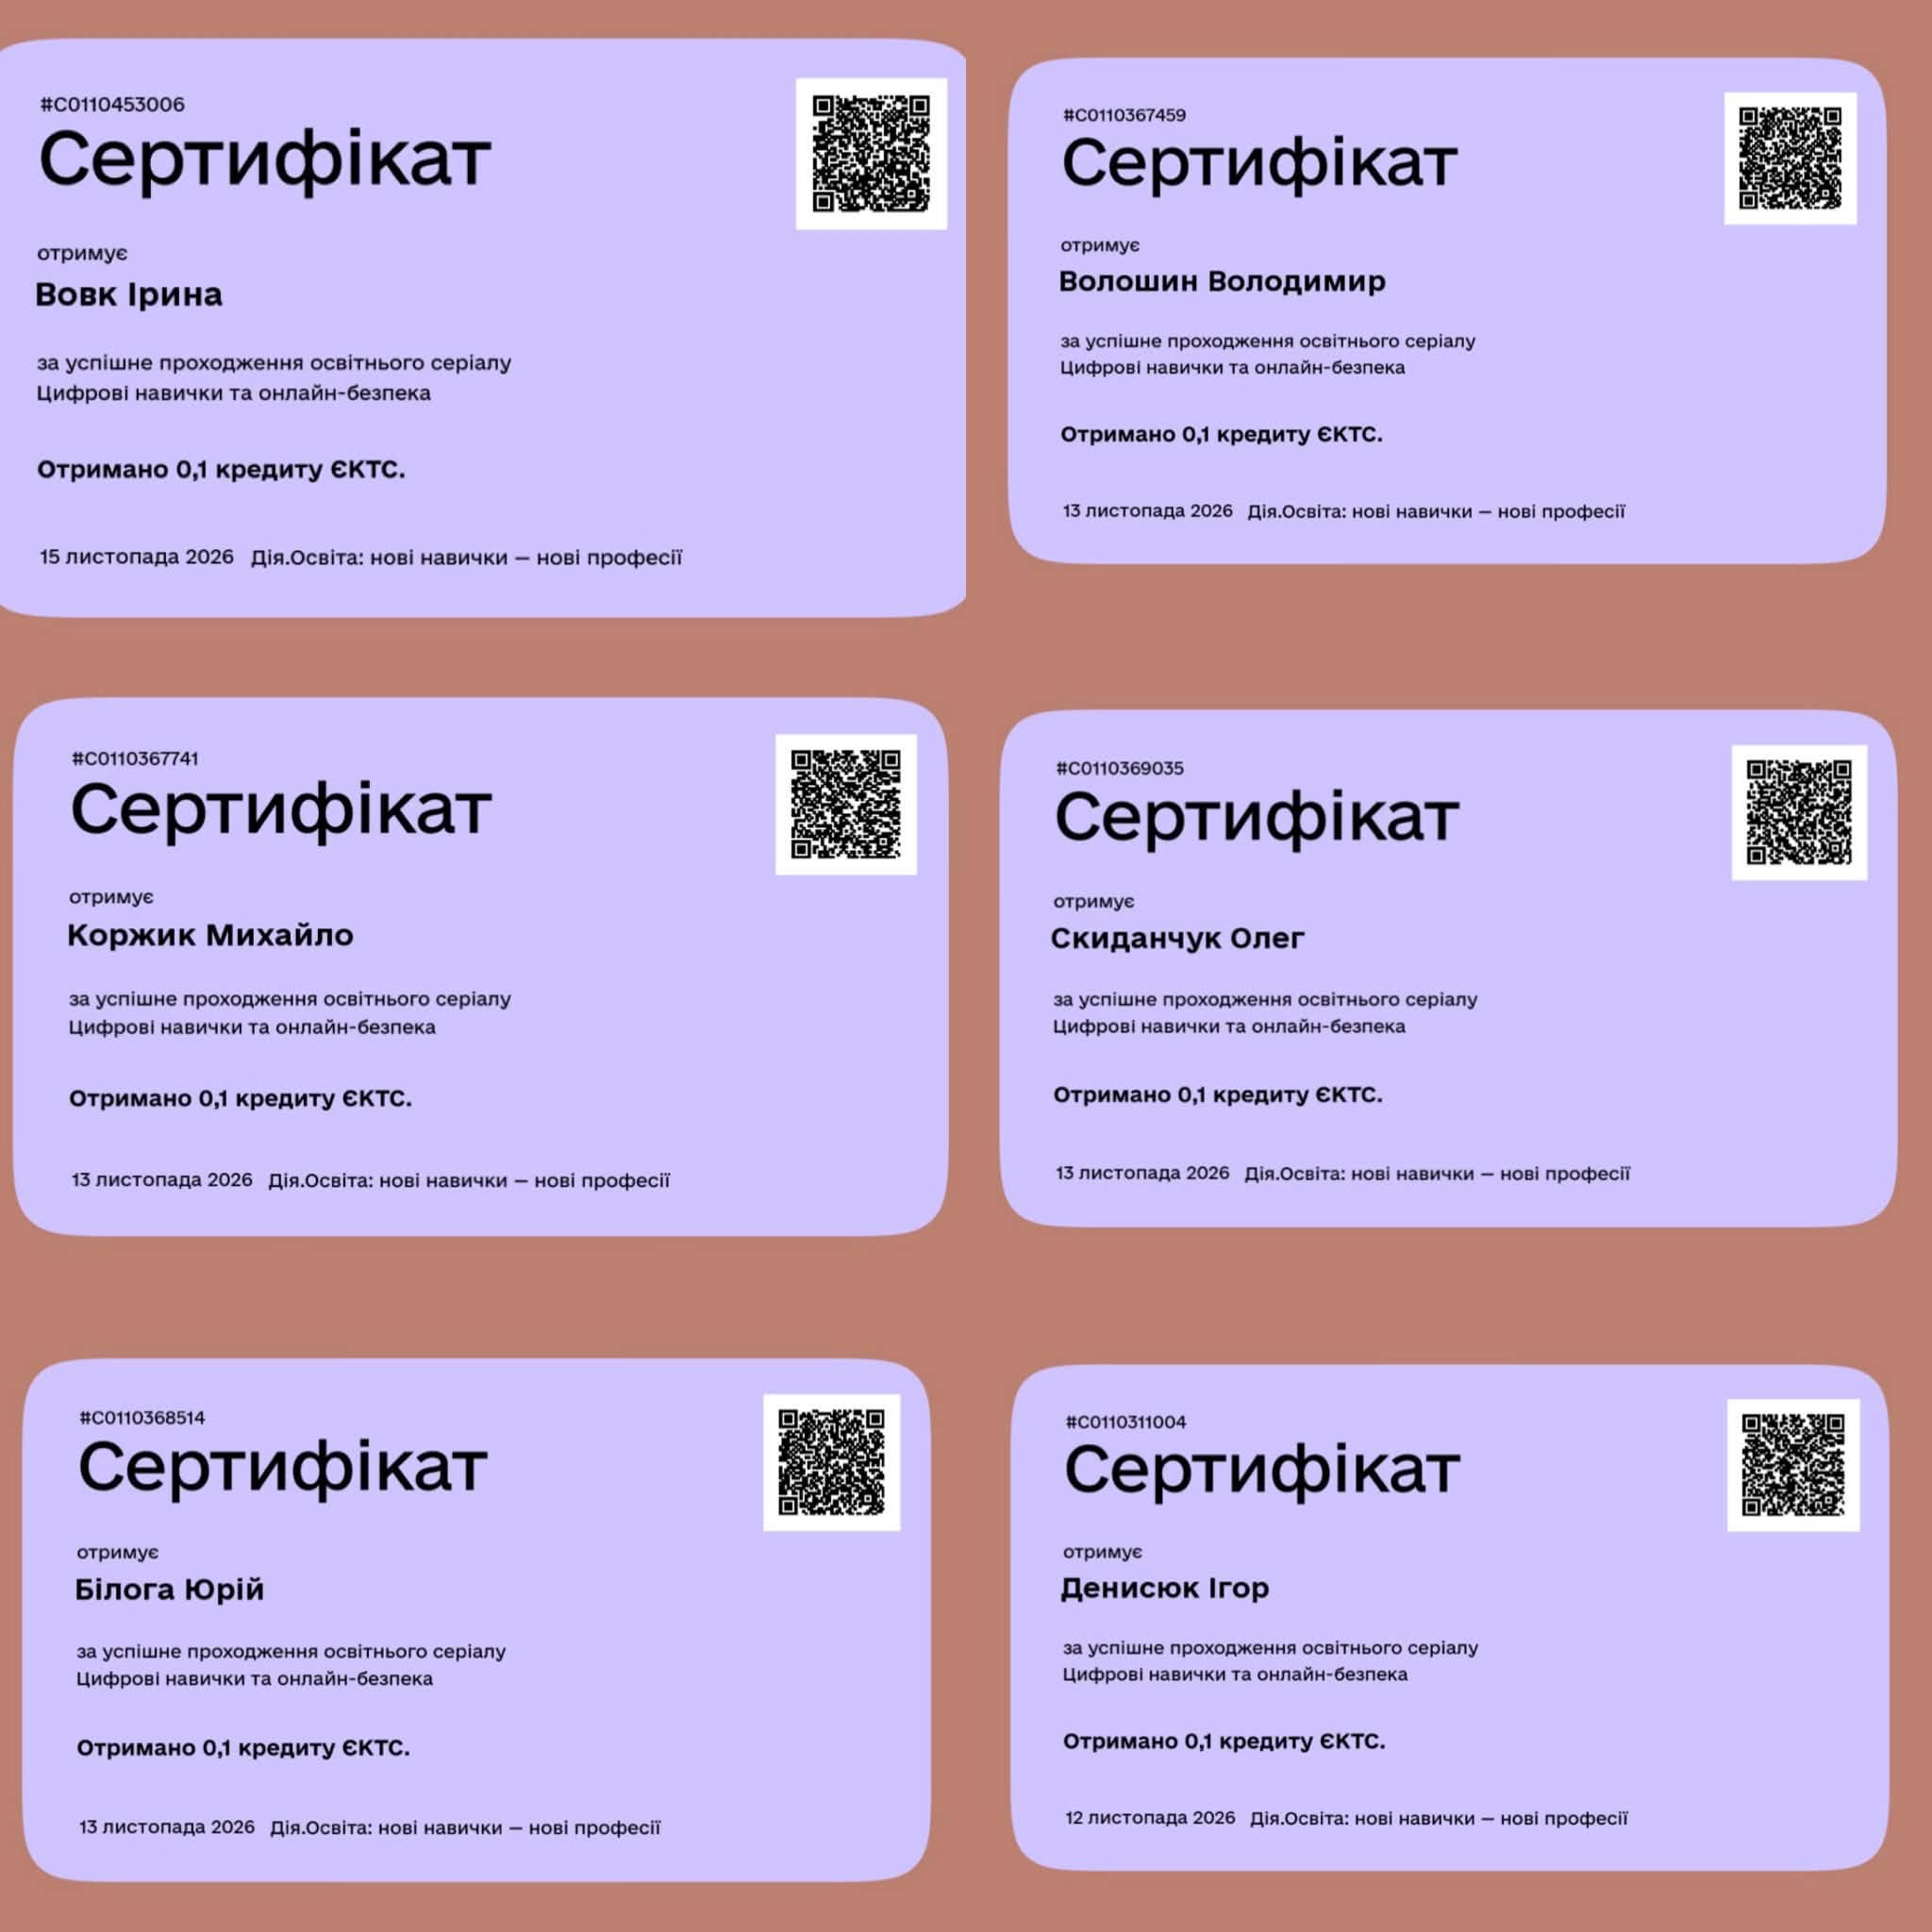 #C0110453006
Сертифікат
отримує
Вовк Ірина
за успішне проходження освітнього серіалу
Цифрові навички та онлайн-безпека
Отримано 0,1 кредиту ЄКТС.
15 листопада 2026 Дія.Освіта: нові навички — нові професії
#C0110367459
Сертифікат
отримує
Волошин Володимир
за успішне проходження освітнього серіалу
Цифрові навички та онлайн-безпека
Отримано 0,1 кредиту ЄКТС.
13 листопада 2026 Дія.Освіта: нові навички — нові професії
#C0110367741
Сертифікат
отримує
Коржик Михайло
за успішне проходження освітнього серіалу
Цифрові навички та онлайн-безпека
Отримано 0,1 кредиту ЄКТС.
13 листопада 2026 Дія.Освіта: нові навички — нові професії
#C0110369035
Сертифікат
отримує
Скиданчук Олег
за успішне проходження освітнього серіалу
Цифрові навички та онлайн-безпека
Отримано 0,1 кредиту ЄКТС.
13 листопада 2026 Дія.Освіта: нові навички — нові професії
#C0110368514
Сертифікат
отримує
Білога Юрій
за успішне проходження освітнього серіалу
Цифрові навички та онлайн-безпека
Отримано 0,1 кредиту ЄКТС.
13 листопада 2026 Дія.Освіта: нові навички — нові професії
#C0110311004
Сертифікат
отримує
Денисюк Ігор
за успішне проходження освітнього серіалу
Цифрові навички та онлайн-безпека
Отримано 0,1 кредиту ЄКТС.
12 листопада 2026 Дія.Освіта: нові навички — нові професії